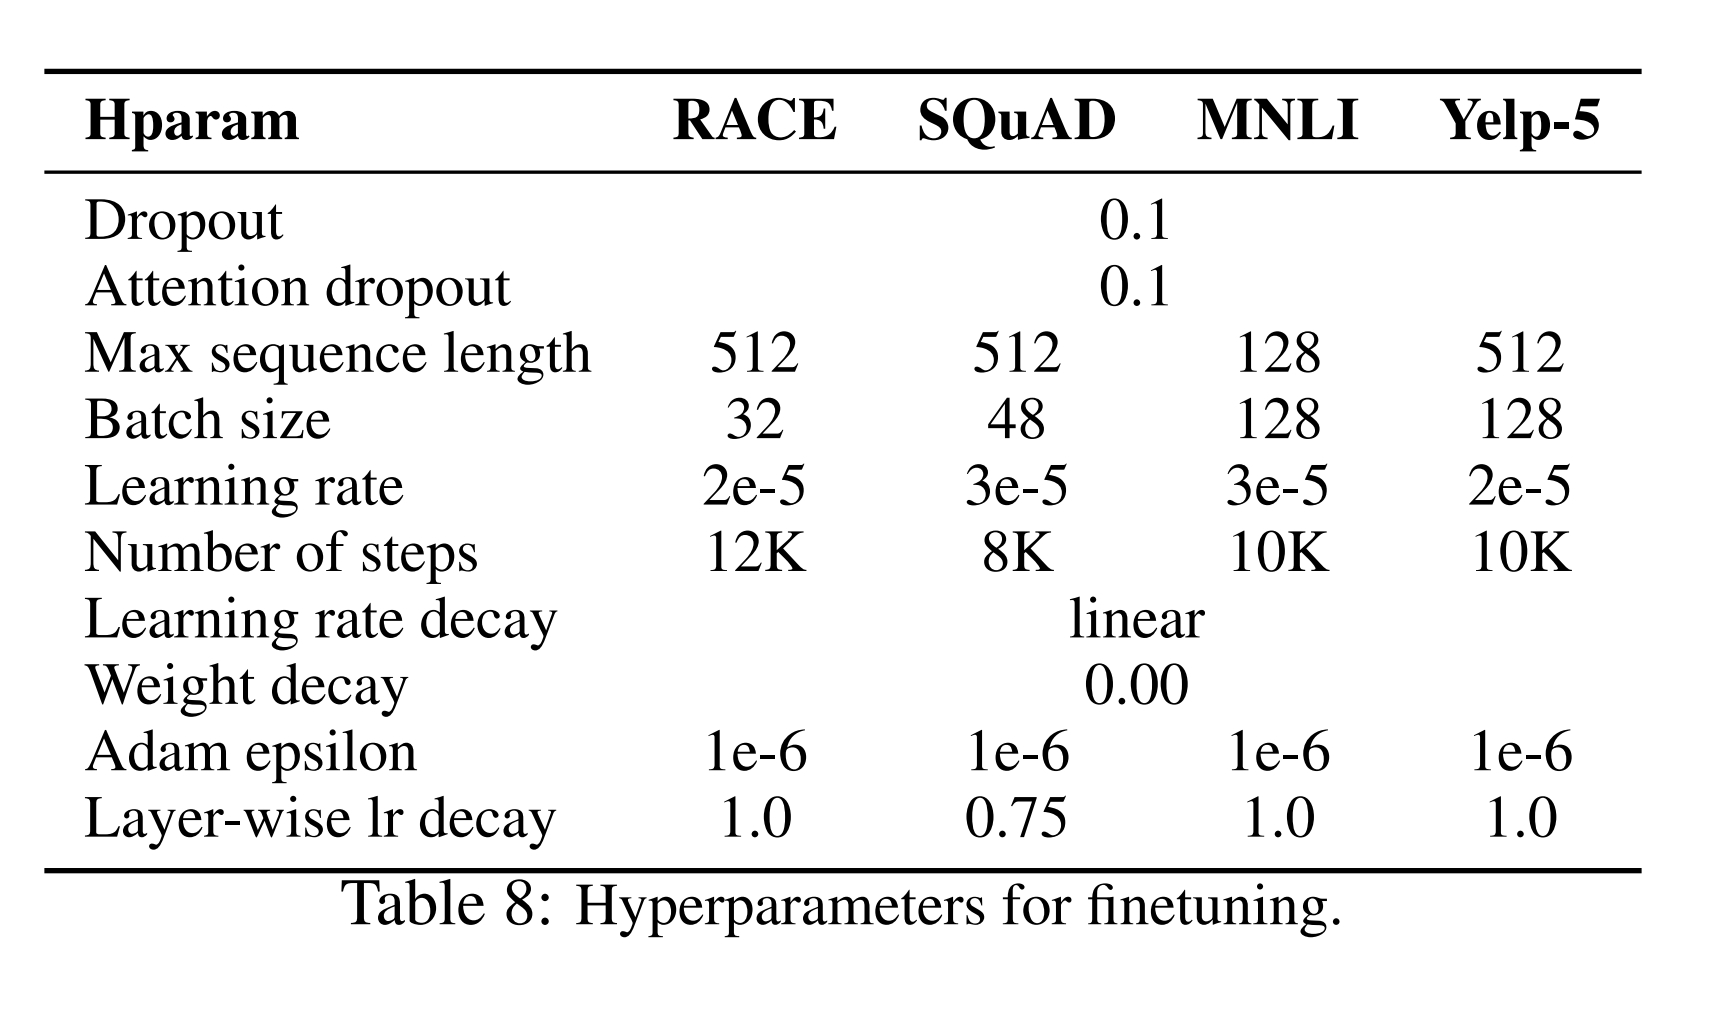 Hparam RACE SQuAD MNLI Yelp-5
Dropout 0.1
Attention dropout 0.1
Max sequence length 512 512 128 512
Batch size 32 48 128 128
Learning rate 2e-5 3e-5 3e-5 2e-5
Number of steps 12K 8K 10K 10K
Learning rate decay linear
Weight decay 0.00
Adam epsilon 1e-6 1e-6 1e-6 1e-6
Layer-wise lr decay 1.0 0.75 1.0 1.0
Table 8: Hyperparameters for finetuning.